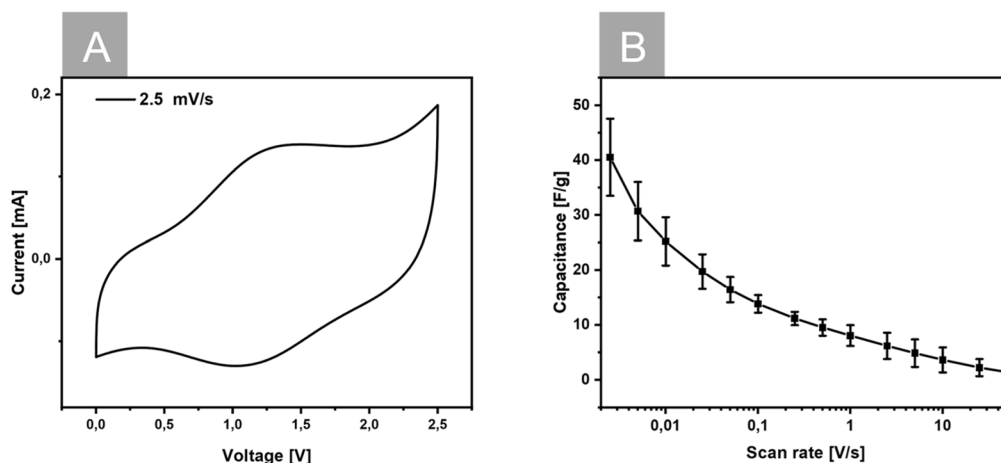 A
2.5 mV/s
0,2
0,0
Current [mA]
0,0 0,5 1,0 1,5 2,0 2,5
Voltage [V]
B
50
40
30
20
10
0
Capacitance [F/g]
0,01 0,1 1 10
Scan rate [V/s]